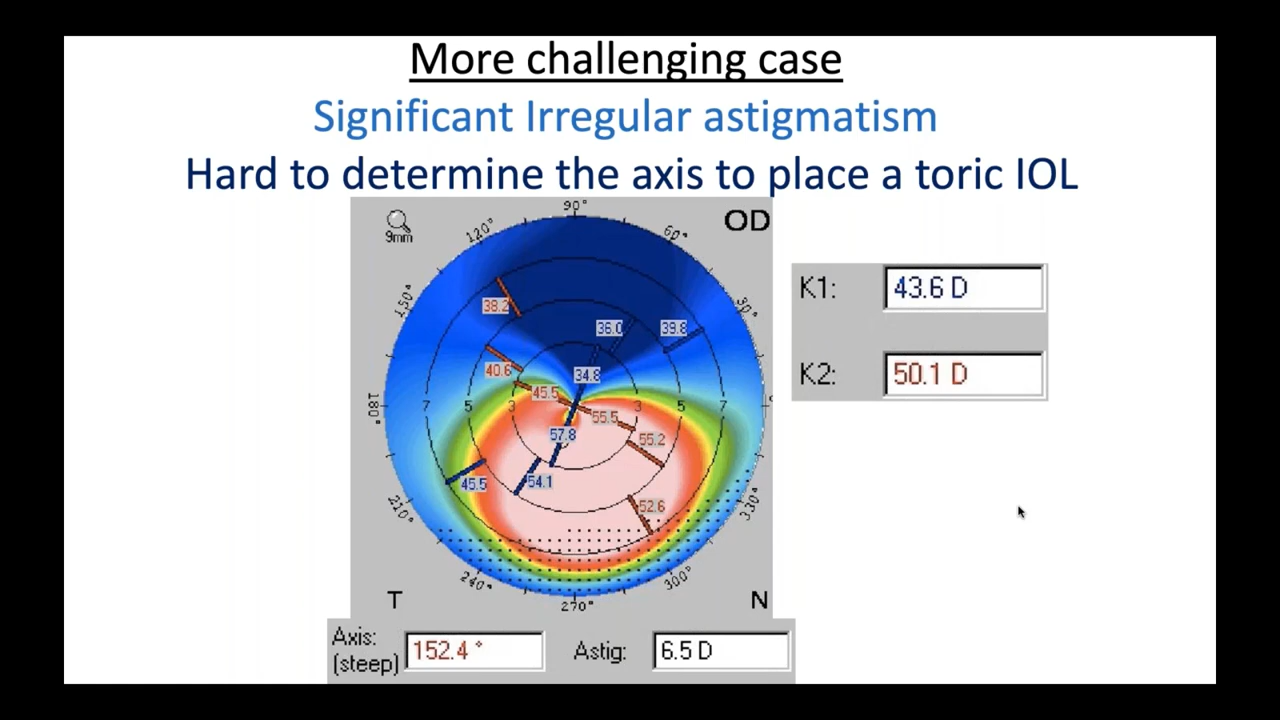 More challenging case
Significant Irregular astigmatism
Hard to determine the axis to place a toric IOL
9mm
OD
90°
120°
60°
150°
30°
38.2
36.0
39.8
40.6
34.8
45.5
180°
7 5 3 3 5 7
55.5
57.8
55.2
45.5
54.1
52.6
210°
330°
240°
300°
270°
T
N
K1: 43.6 D
K2: 50.1 D
Axis: (steep) 152.4 °
Astig: 6.5 D